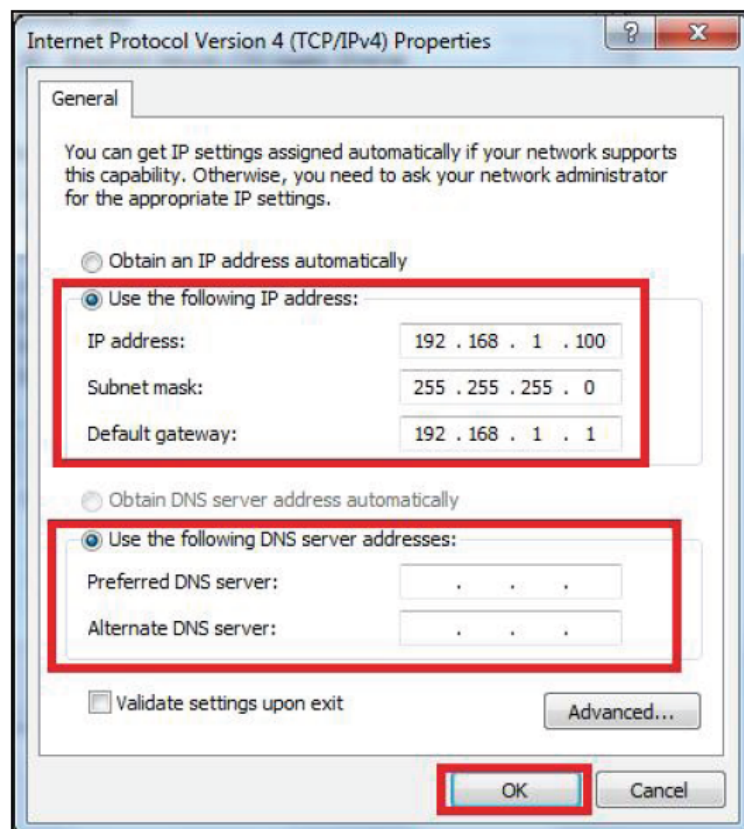 Internet Protocol Version 4 (TCP/IPv4) Properties
General
You can get IP settings assigned automatically if your network supports
this capability. Otherwise, you need to ask your network administrator
for the appropriate IP settings.
Obtain an IP address automatically
Use the following IP address:
IP address: 192 . 168 . 1 . 100
Subnet mask: 255 . 255 . 255 . 0
Default gateway: 192 . 168 . 1 . 1
Obtain DNS server address automatically
Use the following DNS server addresses:
Preferred DNS server: . . .
Alternate DNS server: . . .
Validate settings upon exit
Advanced...
OK Cancel